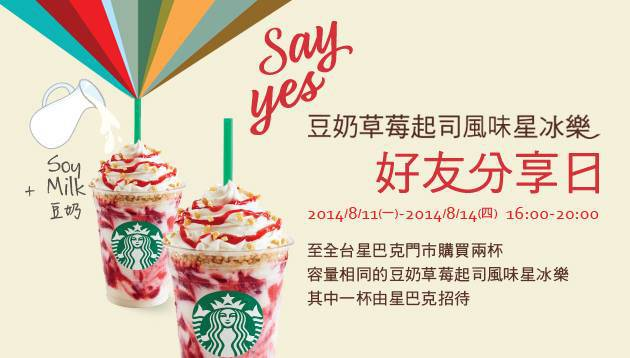 Say
yes
豆奶草莓起司風味星冰樂
好友分享日
2014/8/11(一)-2014/8/14(四) 16:00-20:00
至全台星巴克門市購買兩杯
容量相同的豆奶草莓起司風味星冰樂
其中一杯由星巴克招待
+ Soy
Milk
豆奶